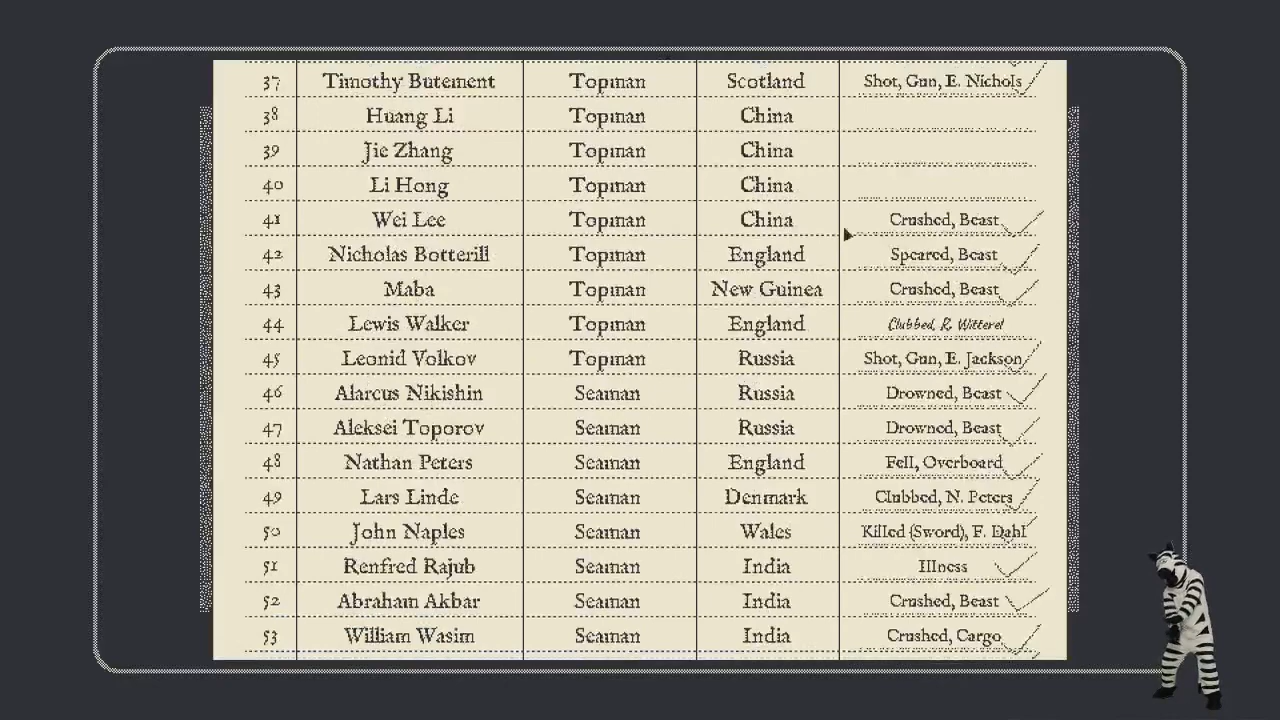 37 Timothy Butement Topman Scotland Shot, Gun, E. Nichols
38 Huang Li Topman China
39 Jie Zhang Topman China
40 Li Hong Topman China
41 Wei Lee Topman China Crushed, Beast
42 Nicholas Botterill Topman England Speared, Beast
43 Maba Topman New Guinea Crushed, Beast
44 Lewis Walker Topman England Clubbed, R. Witterel
45 Leonid Volkov Topman Russia Shot, Gun, E. Jackson
46 Alarcus Nikishin Seaman Russia Drowned, Beast
47 Aleksei Toporov Seaman Russia Drowned, Beast
48 Nathan Peters Seaman England Fell, Overboard
49 Lars Linde Seaman Denmark Clubbed, N. Peters
50 John Naples Seaman Wales Killed (Sword), F. Dahl
51 Renfred Rajub Seaman India Illness
52 Abraham Akbar Seaman India Crushed, Beast
53 William Wasim Seaman India Crushed, Cargo